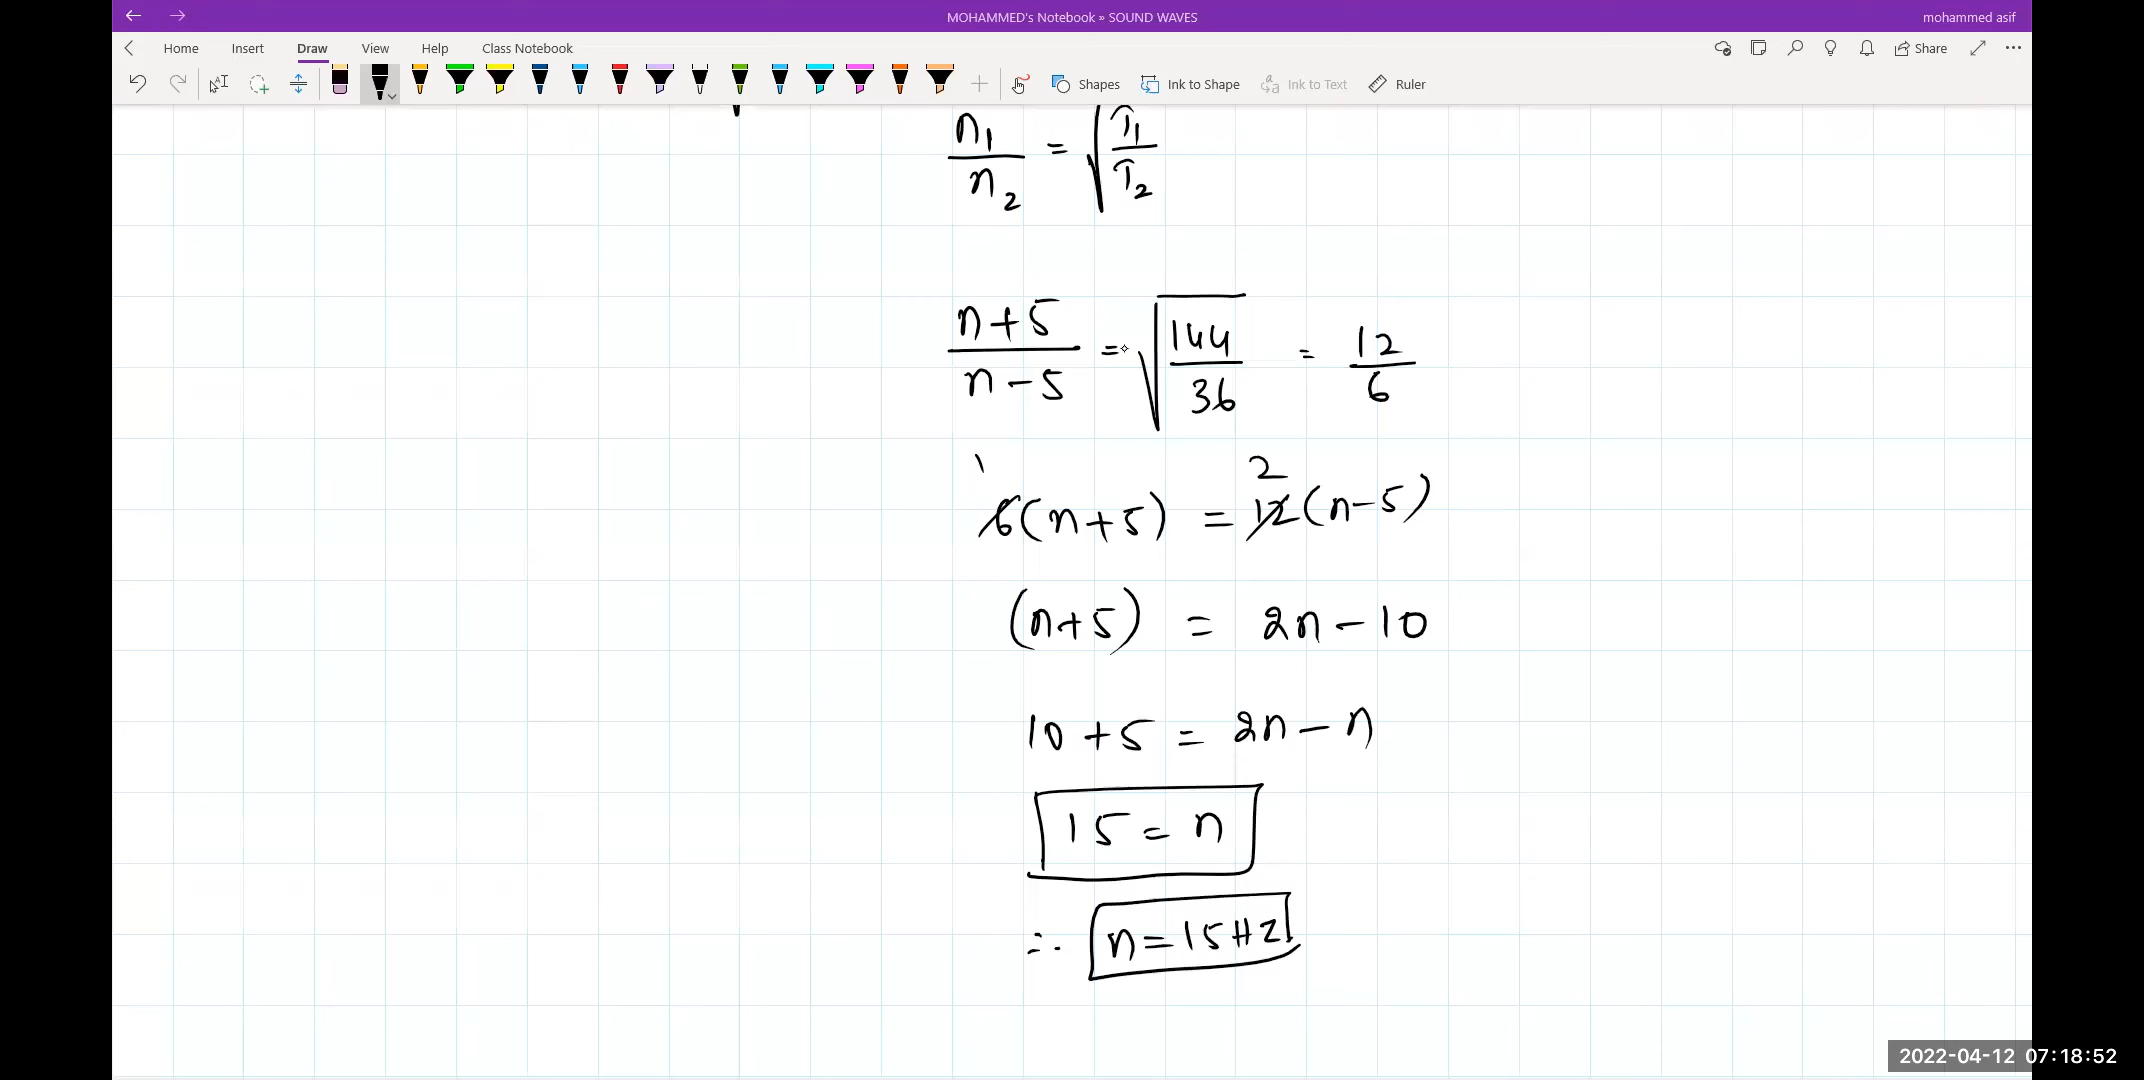 MOHAMMED's Notebook » SOUND WAVES
mohammed asif
Home Insert Draw View Help Class Notebook
Share
Shapes Ink to Shape Ink to Text Ruler
n₁/n₂ = √(T₁/T₂)
(n+5)/(n-5) = √(144/36) = 12/6
1 2
6(n+5) = 12(n-5)
(n+5) = 2n-10
10+5 = 2n-n
15 = n
∴ n=15Hz
2022-04-12 07:18:52